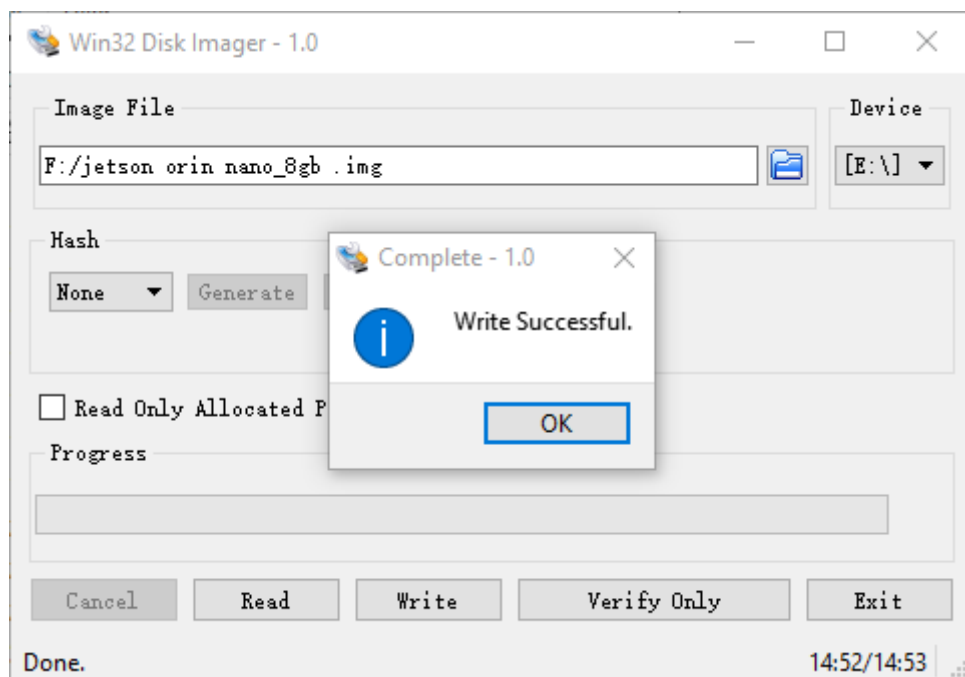 Win32 Disk Imager - 1.0
Image File
Device
F:/jetson orin nano_8gb .img
[E:\]
Hash
None
Generate
Complete - 1.0
Write Successful.
OK
Read Only Allocated P
Progress
Cancel
Read
Write
Verify Only
Exit
Done.
14:52/14:53